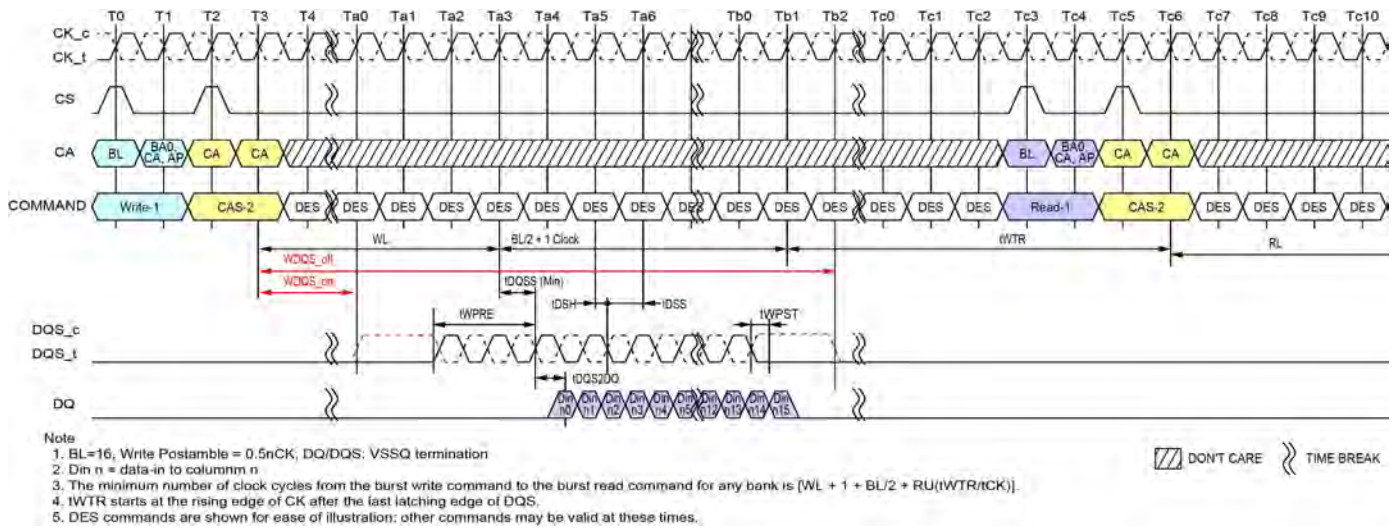 T0 T1 T2 T3 T4 Ta0 Ta1 Ta2 Ta3 Ta4 Ta5 Ta6 Tb0 Tb1 Tb2 Tc0 Tc1 Tc2 Tc3 Tc4 Tc5 Tc6 Tc7 Tc8 Tc9 Tc10
CK_c
CK_t
CS
CA BL BA0, CA, AP CA CA BL BA0 CA, AP CA CA
COMMAND Write-1 CAS-2 DES DES DES DES DES DES DES DES DES DES DES DES DES DES DES Read-1 CAS-2 DES DES DES DES
WL BL/2 + 1 Clock tWTR RL
WDQS_off
WDQS_on tDQSS (Min)
tDSH tDSS
tWPRE tWPST
DQS_c
DQS_t
tDQS2DQ
DQ Din n0 Din n1 Din n2 Din n3 Din n4 Din n5 Din n12 Din n13 Din n14 Din n15
Note
1. BL=16, Write Postamble = 0.5nCK, DQ/DQS: VSSQ termination
2. Din n = data-in to columnm n
3. The minimum number of clock cycles from the burst write command to the burst read command for any bank is [WL + 1 + BL/2 + RU(tWTR/tCK)].
4. tWTR starts at the rising edge of CK after the last latching edge of DQS.
5. DES commands are shown for ease of illustration; other commands may be valid at these times.
DON'T CARE TIME BREAK